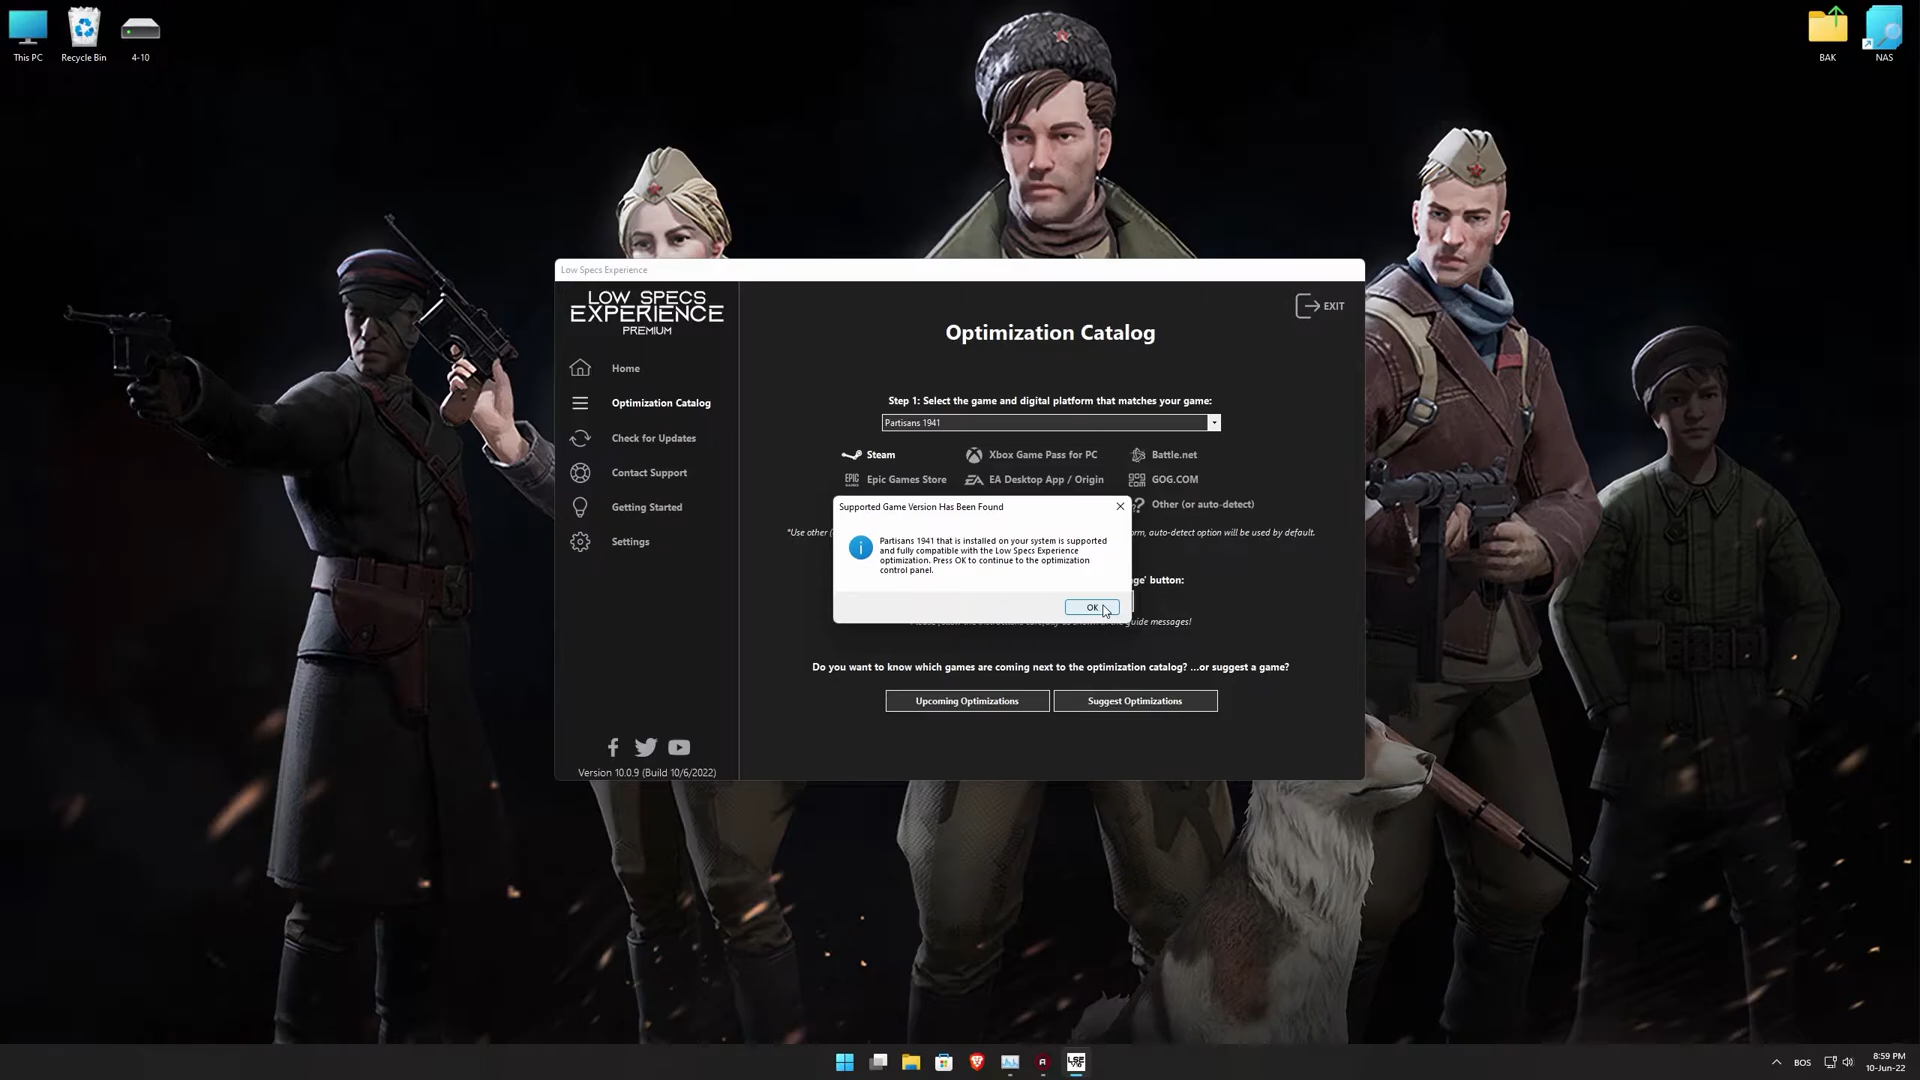 This PC
Recycle Bin
4-10
BAK
NAS
Low Specs Experience
LOW SPECS
EXPERIENCE
PREMIUM
Home
Optimization Catalog
Check for Updates
Contact Support
Getting Started
Settings
Version 10.0.9 (Build 10/6/2022)
EXIT
Optimization Catalog
Step 1: Select the game and digital platform that matches your game:
Partisans 1941
Steam
Xbox Game Pass for PC
Battle.net
EPIC GAMES
Epic Games Store
EA
EA Desktop App / Origin
GOG.COM
Other (or auto-detect)
*Use other
auto-detect option will be used by default.
Supported Game Version Has Been Found
Partisans 1941 that is installed on your system is supported
and fully compatible with the Low Specs Experience
optimization. Press OK to continue to the optimization
control panel.
OK
button:
guide messages!
Do you want to know which games are coming next to the optimization catalog? ...or suggest a game?
Upcoming Optimizations
Suggest Optimizations
BOS
8:59 PM
10-Jun-22